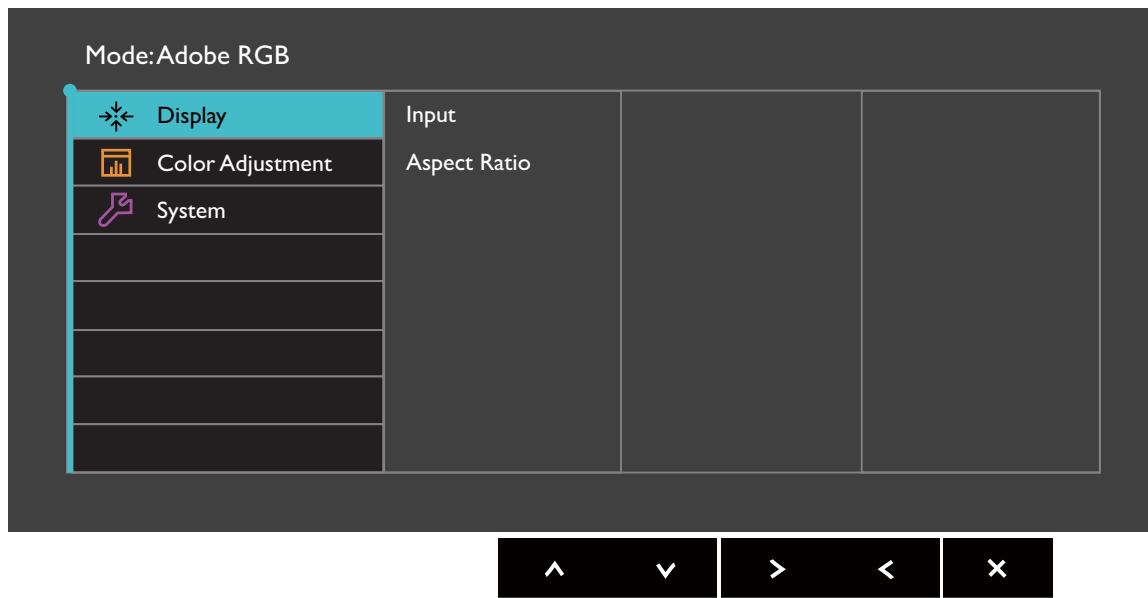 Mode: Adobe RGB
Display
Input
Color Adjustment
Aspect Ratio
System